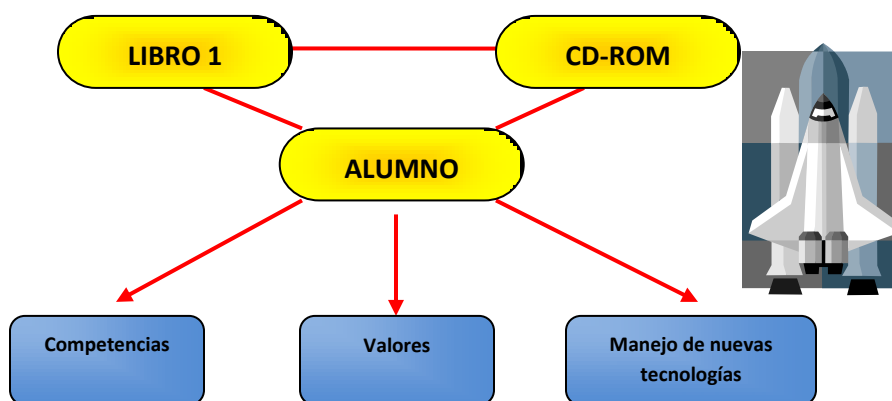 LIBRO 1
CD-ROM
ALUMNO
Competencias
Valores
Manejo de nuevas
tecnologías